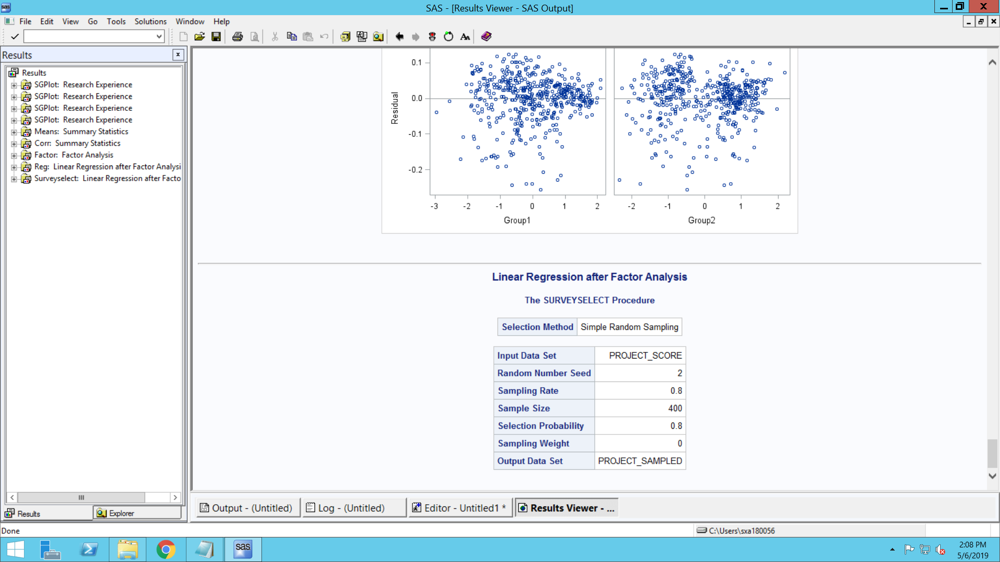 SAS - [Results Viewer - SAS Output]
File Edit View Go Tools Solutions Window Help
Results
Results
SGPlot: Research Experience
SGPlot: Research Experience
SGPlot: Research Experience
SGPlot: Research Experience
Means: Summary Statistics
Corr: Summary Statistics
Factor: Factor Analysis
Reg: Linear Regression after Factor Analysi
Surveyselect: Linear Regression after Facto
Residual
0.1
0.0
-0.1
-0.2
-3 -2 -1 0 1 2
Group1
-2 -1 0 1 2
Group2
Linear Regression after Factor Analysis
The SURVEYSELECT Procedure
Selection Method Simple Random Sampling
Input Data Set PROJECT_SCORE
Random Number Seed 2
Sampling Rate 0.8
Sample Size 400
Selection Probability 0.8
Sampling Weight 0
Output Data Set PROJECT_SAMPLED
Results Explorer
Output - (Untitled) Log - (Untitled) Editor - Untitled1 * Results Viewer - ...
Done
C:\Users\sxa180056
sas
2:08 PM
5/6/2019